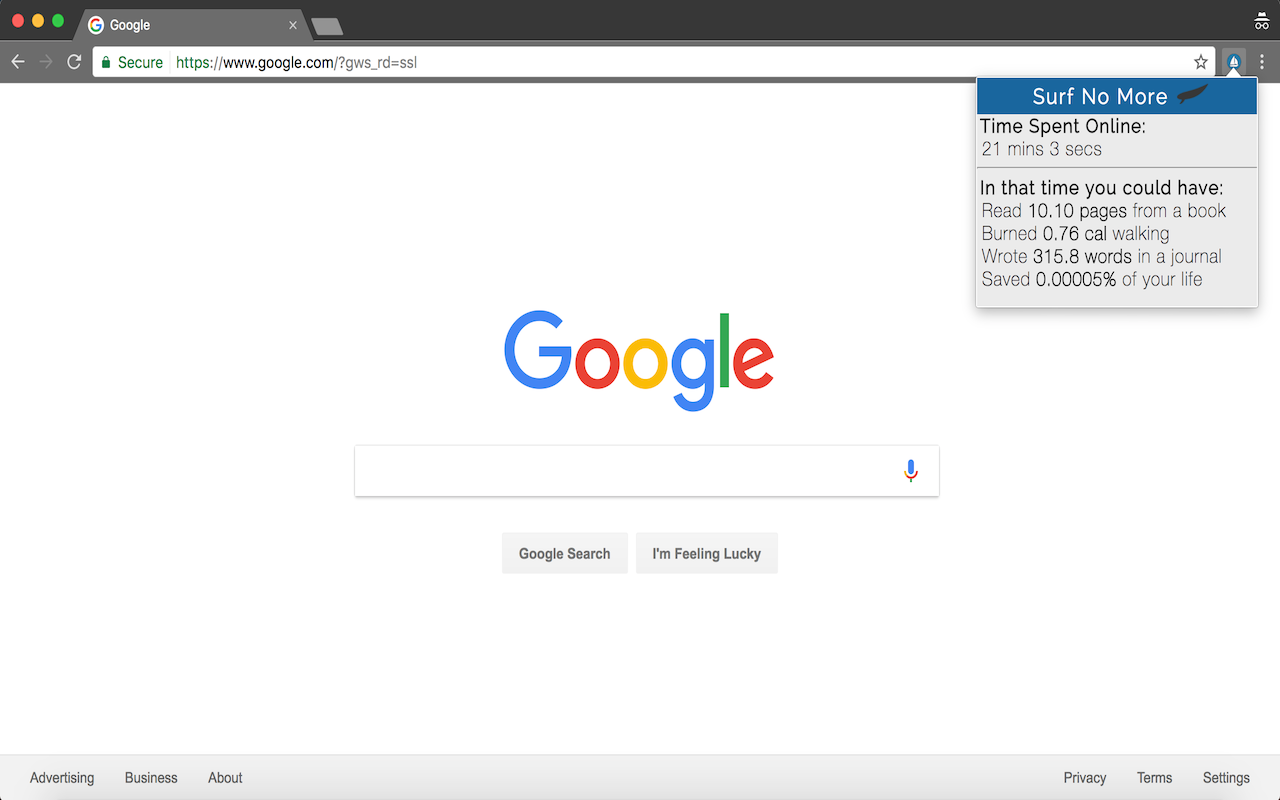 Google
Secure https://www.google.com/?gws_rd=ssl
Surf No More
Time Spent Online:
21 mins 3 secs
In that time you could have:
Read 10.10 pages from a book
Burned 0.76 cal walking
Wrote 315.8 words in a journal
Saved 0.00005% of your life
Google
Google Search I'm Feeling Lucky
Advertising Business About Privacy Terms Settings